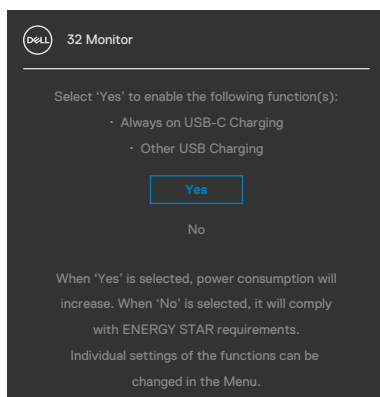 DELL
32 Monitor
Select ‘Yes’ to enable the following function(s):
· Always on USB-C Charging
· Other USB Charging
Yes
No
When ‘Yes’ is selected, power consumption will
increase. When ‘No’ is selected, it will comply
with ENERGY STAR requirements.
Individual settings of the functions can be
changed in the Menu.